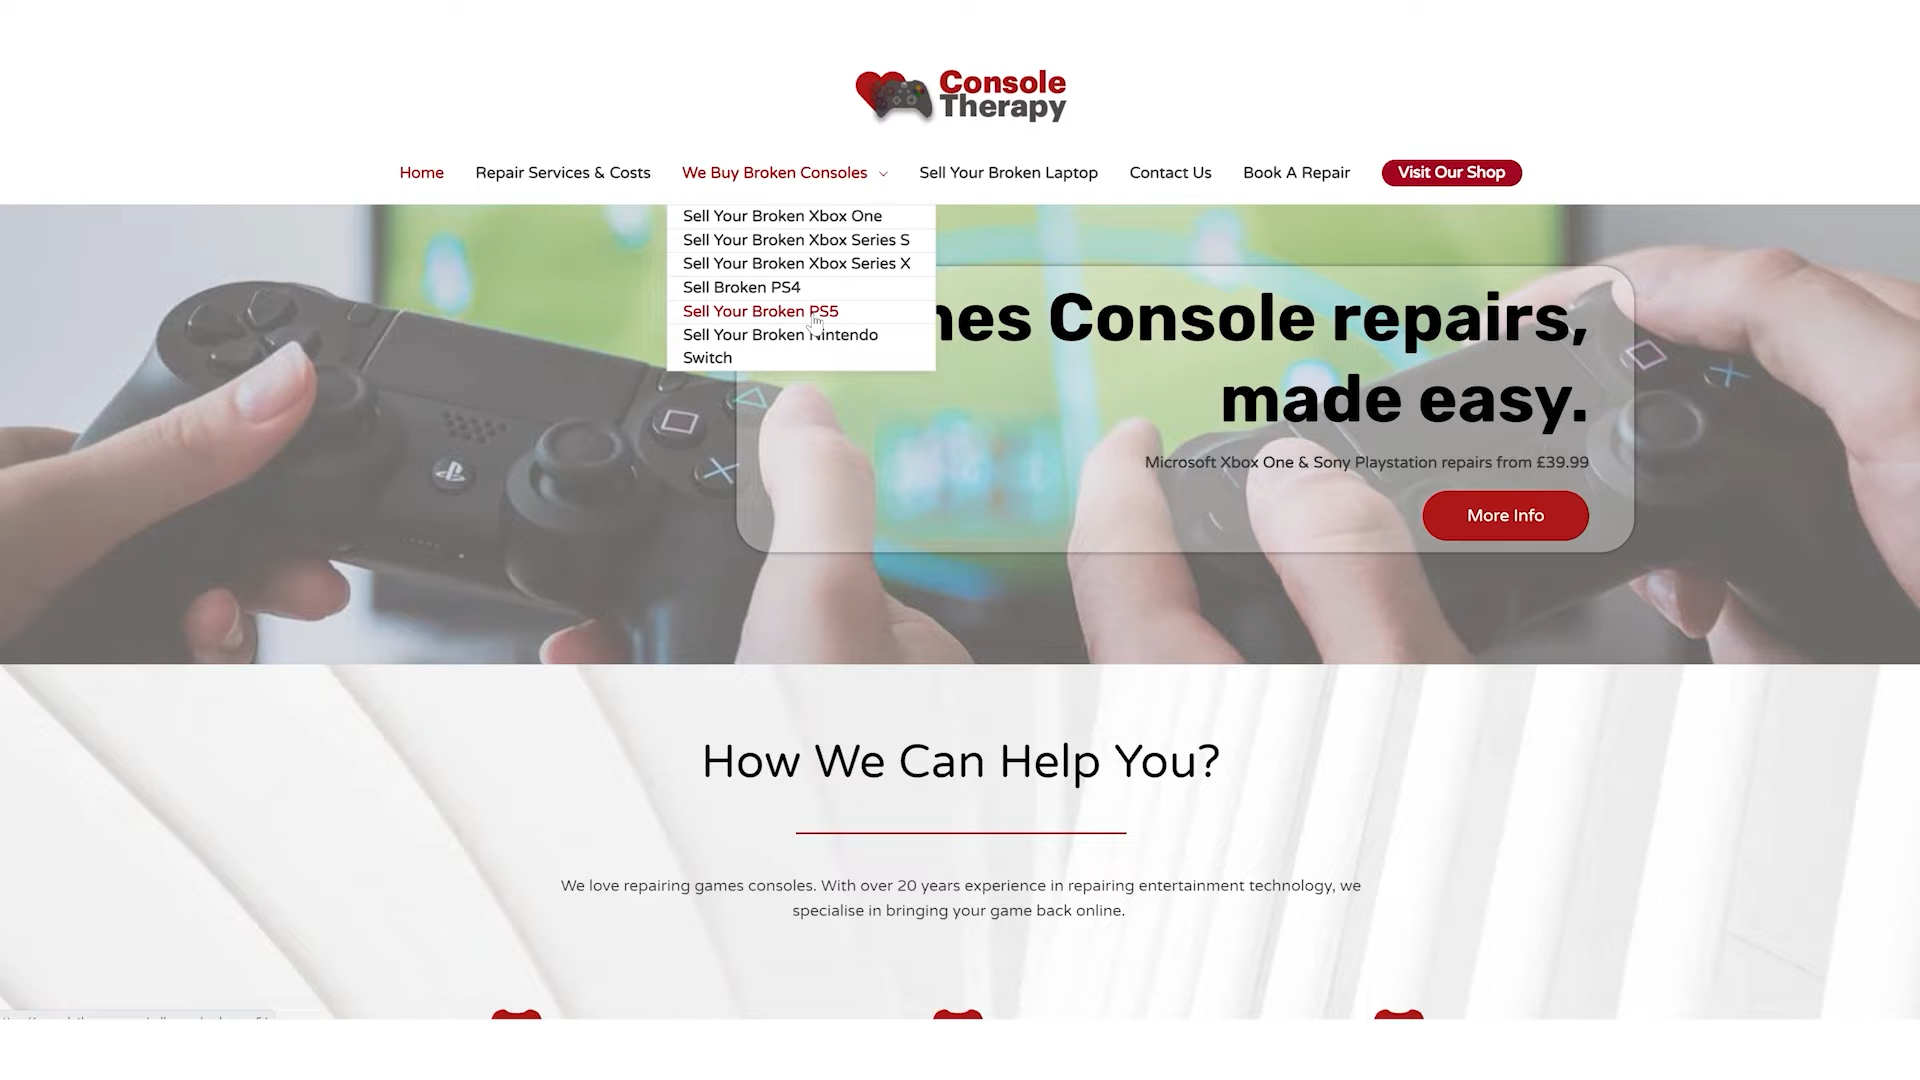 Console
Therapy
Home Repair Services & Costs We Buy Broken Consoles Sell Your Broken Laptop Contact Us Book A Repair Visit Our Shop
Sell Your Broken Xbox One
Sell Your Broken Xbox Series S
Sell Your Broken Xbox Series X
Sell Broken PS4
Sell Your Broken PS5
Sell Your Broken Nintendo
Switch
nes Console repairs,
made easy.
Microsoft Xbox One & Sony Playstation repairs from £39.99
More Info
How We Can Help You?
We love repairing games consoles. With over 20 years experience in repairing entertainment technology, we
specialise in bringing your game back online.